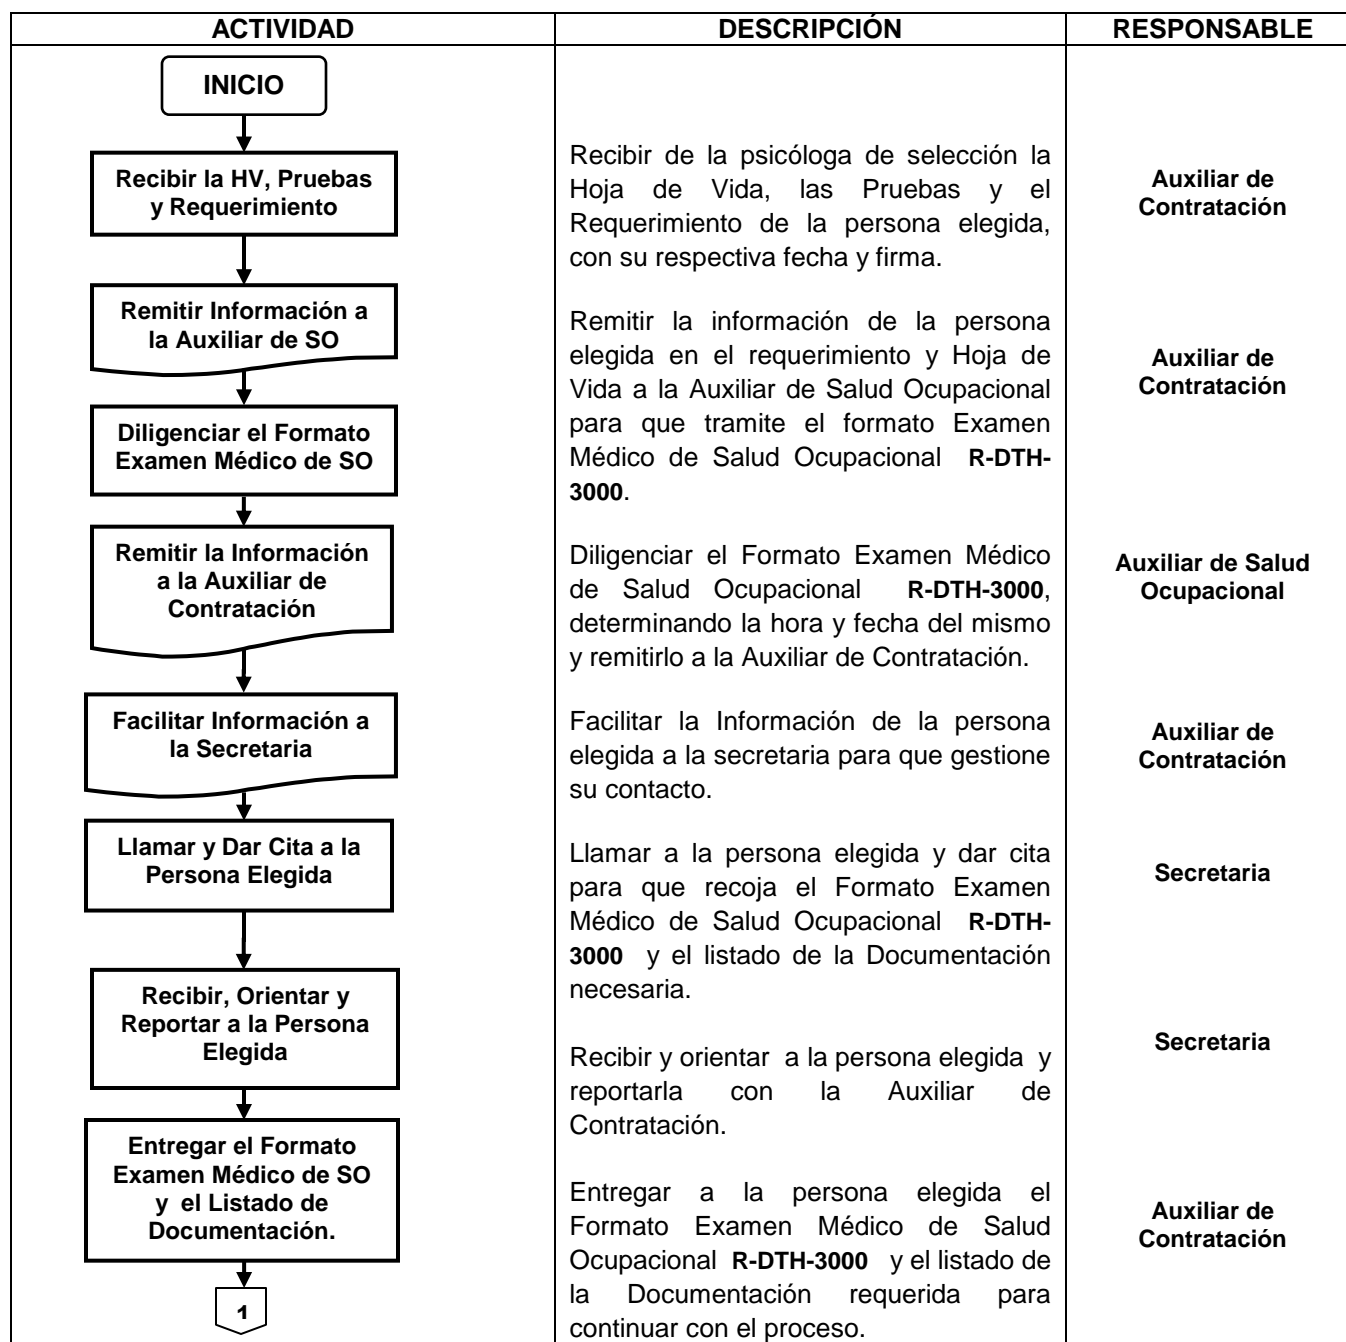 ACTIVIDAD
DESCRIPCIÓN
RESPONSABLE
INICIO
Recibir la HV, Pruebas
y Requerimiento
Recibir de la psicóloga de selección la
Hoja de Vida, las Pruebas y el
Requerimiento de la persona elegida,
con su respectiva fecha y firma.
Auxiliar de
Contratación
Remitir Información a
la Auxiliar de SO
Remitir la información de la persona
elegida en el requerimiento y Hoja de
Vida a la Auxiliar de Salud Ocupacional
para que tramite el formato Examen
Médico de Salud Ocupacional R-DTH-
3000.
Auxiliar de
Contratación
Diligenciar el Formato
Examen Médico de SO
Remitir la Información
a la Auxiliar de
Contratación
Diligenciar el Formato Examen Médico
de Salud Ocupacional R-DTH-3000,
determinando la hora y fecha del mismo
y remitirlo a la Auxiliar de Contratación.
Auxiliar de Salud
Ocupacional
Facilitar Información a
la Secretaria
Facilitar la Información de la persona
elegida a la secretaria para que gestione
su contacto.
Auxiliar de
Contratación
Llamar y Dar Cita a la
Persona Elegida
Llamar a la persona elegida y dar cita
para que recoja el Formato Examen
Médico de Salud Ocupacional R-DTH-
3000 y el listado de la Documentación
necesaria.
Secretaria
Recibir, Orientar y
Reportar a la Persona
Elegida
Recibir y orientar a la persona elegida y
reportarla con la Auxiliar de
Contratación.
Secretaria
Entregar el Formato
Examen Médico de SO
y el Listado de
Documentación.
Entregar a la persona elegida el
Formato Examen Médico de Salud
Ocupacional R-DTH-3000 y el listado de
la Documentación requerida para
continuar con el proceso.
Auxiliar de
Contratación
1